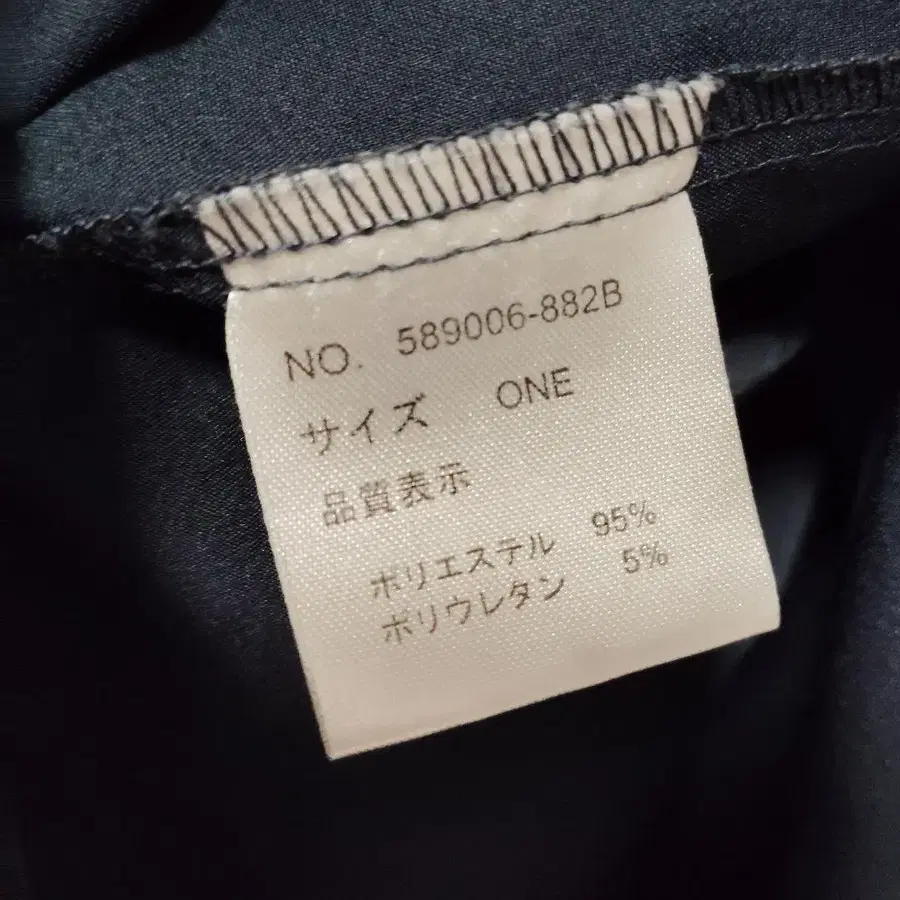 NO. 589006-882B
サイズ ONE
品質表示
ポリエステル 95%
ポリウレタン 5%